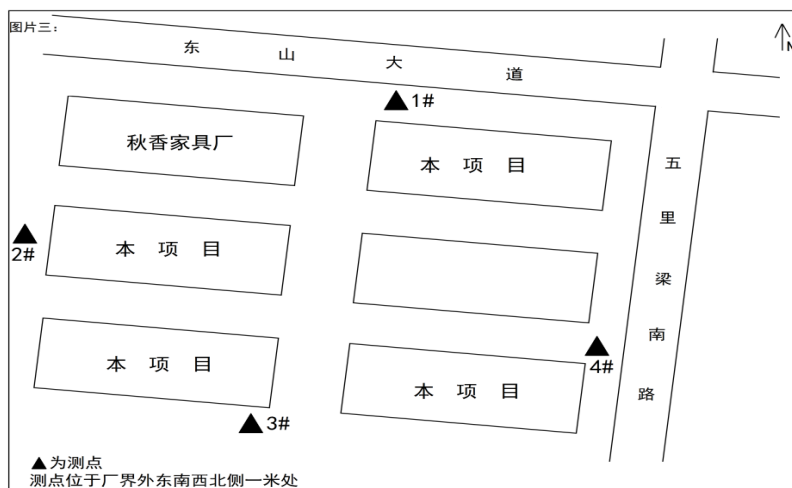 图片三：
东山大道
N
1#
秋香家具厂
本 项 目
五里梁南路
2#
本 项 目
4#
本 项 目
本 项 目
3#
▲为测点
测点位于厂界外东南西北侧一米处